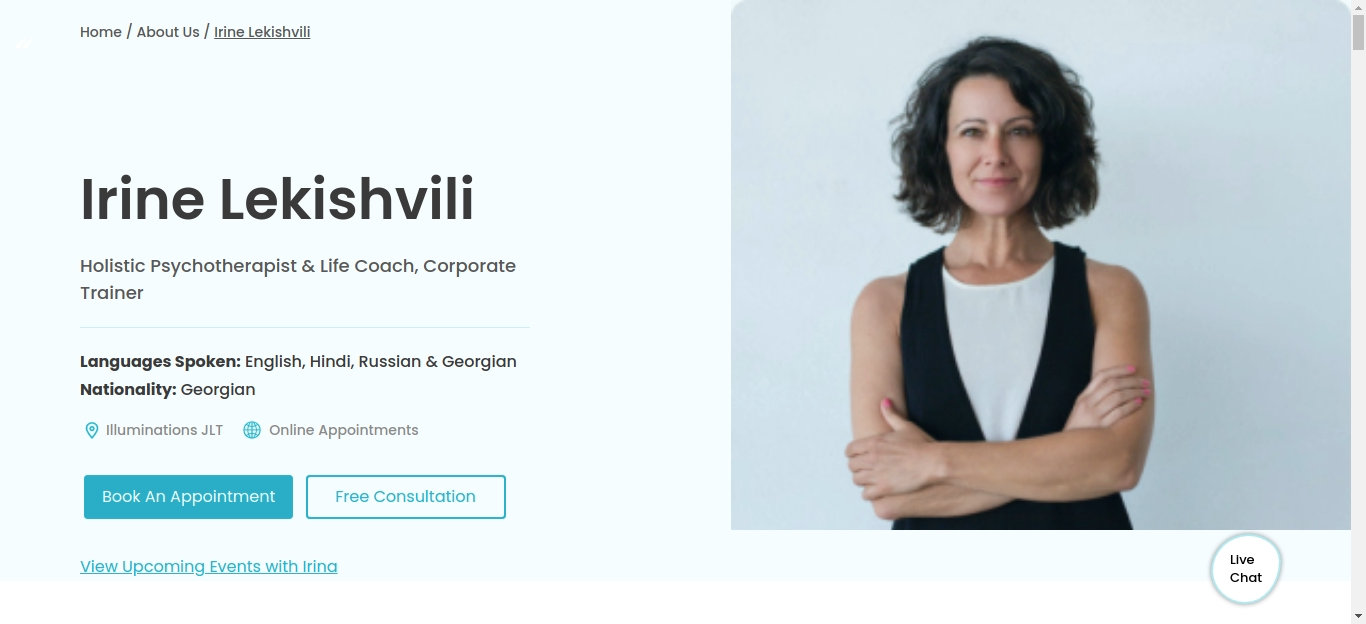 Home / About Us / Irine Lekishvili
Irine Lekishvili
Holistic Psychotherapist & Life Coach, Corporate
Trainer
Languages Spoken: English, Hindi, Russian & Georgian
Nationality: Georgian
Illuminations JLT Online Appointments
Book An Appointment Free Consultation
View Upcoming Events with Irina
Live
Chat